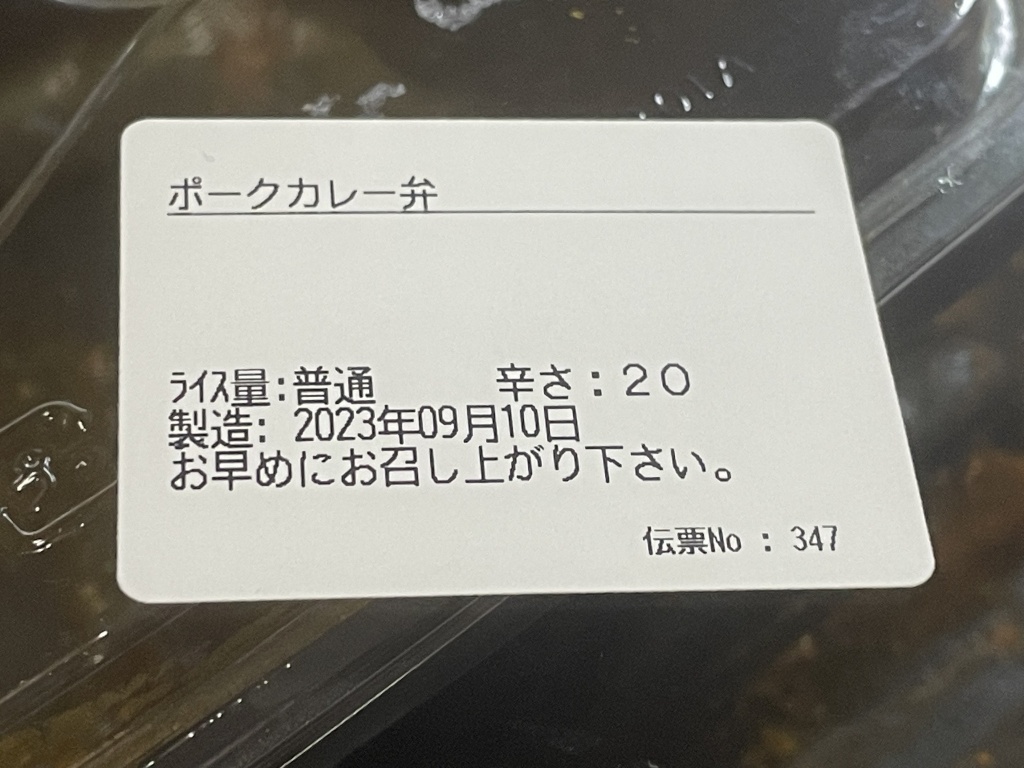 ポークカレー弁
ﾗｲｽ量:普通 辛さ：２０
製造: 2023年09月10日
お早めにお召し上がり下さい。
伝票No : 347